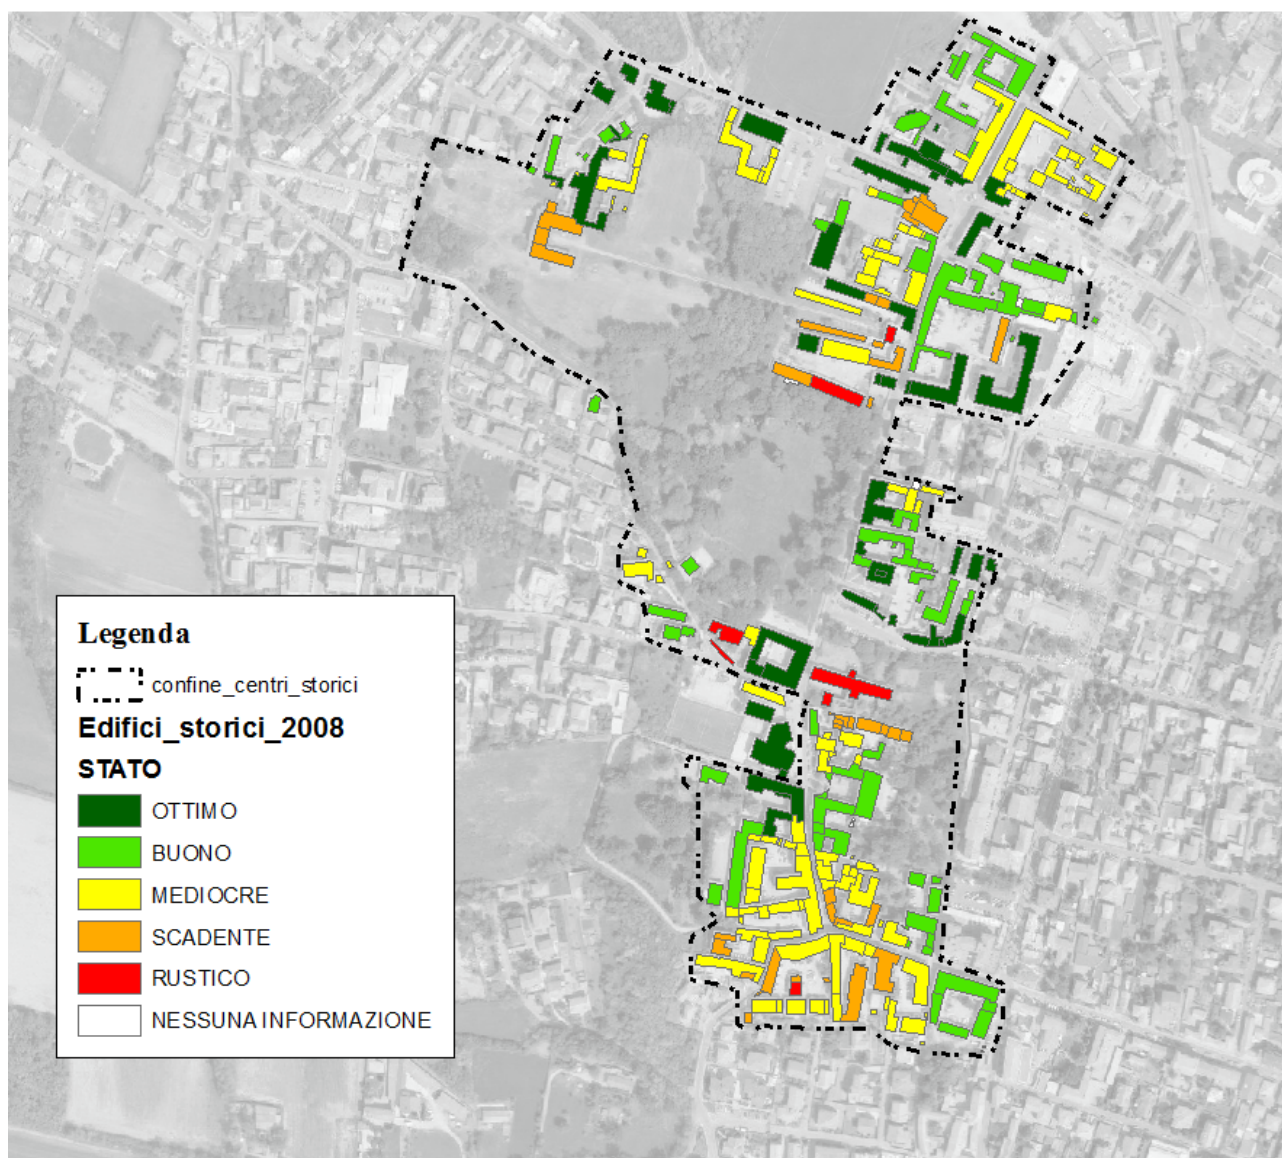 Legenda
confine_centri_storici
Edifici_storici_2008
STATO
OTTIMO
BUONO
MEDIOCRE
SCADENTE
RUSTICO
NESSUNA INFORMAZIONE